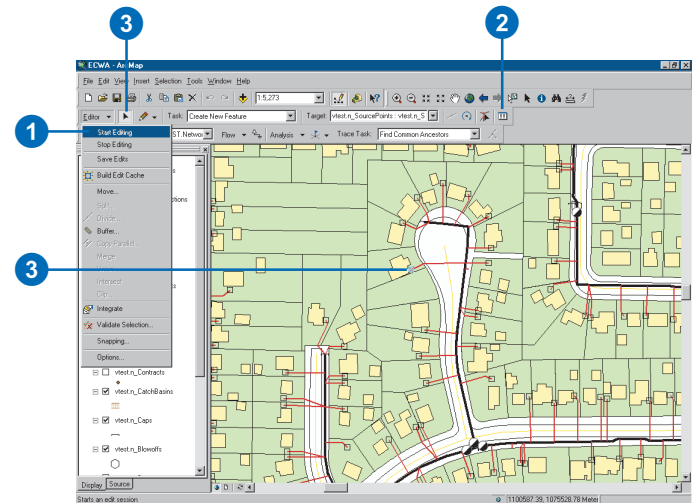 3
2
1
3
ECWA - ArcMap
File Edit View Insert Selection Tools Window Help
1:5,273
Editor Task: Create New Feature Target: vtest.n_SourcePoints : vtest.n_S
ST.Netwo Flow Analysis Trace Task: Find Common Ancestors
Start Editing
Stop Editing
Save Edits
Build Edit Cache
Move...
Split...
Divide...
Buffer...
Copy Parallel...
Merge
Intersect
Clip...
Integrate
Validate Selection...
Snapping...
Options...
vtest.n_Contracts
vtest.n_CatchBasins
vtest.n_Caps
vtest.n_Blowoffs
Display Source
Starts an edit session
1100587.39, 1075528.78 Meter